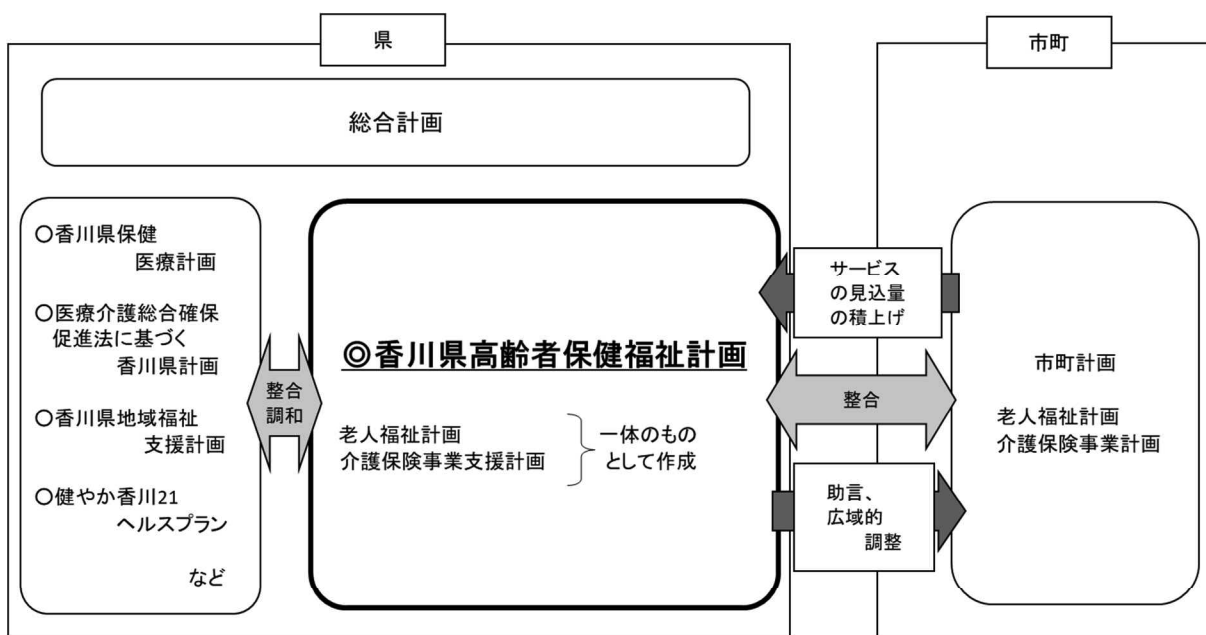 県
市町
総合計画
○香川県保健
医療計画
○医療介護総合確保
促進法に基づく
香川県計画
○香川県地域福祉
支援計画
○健やか香川21
ヘルスプラン
など
整合
調和
◎香川県高齢者保健福祉計画
老人福祉計画
介護保険事業支援計画
一体のもの
として作成
サービス
の見込量
の積上げ
整合
助言、
広域的
調整
市町計画
老人福祉計画
介護保険事業計画